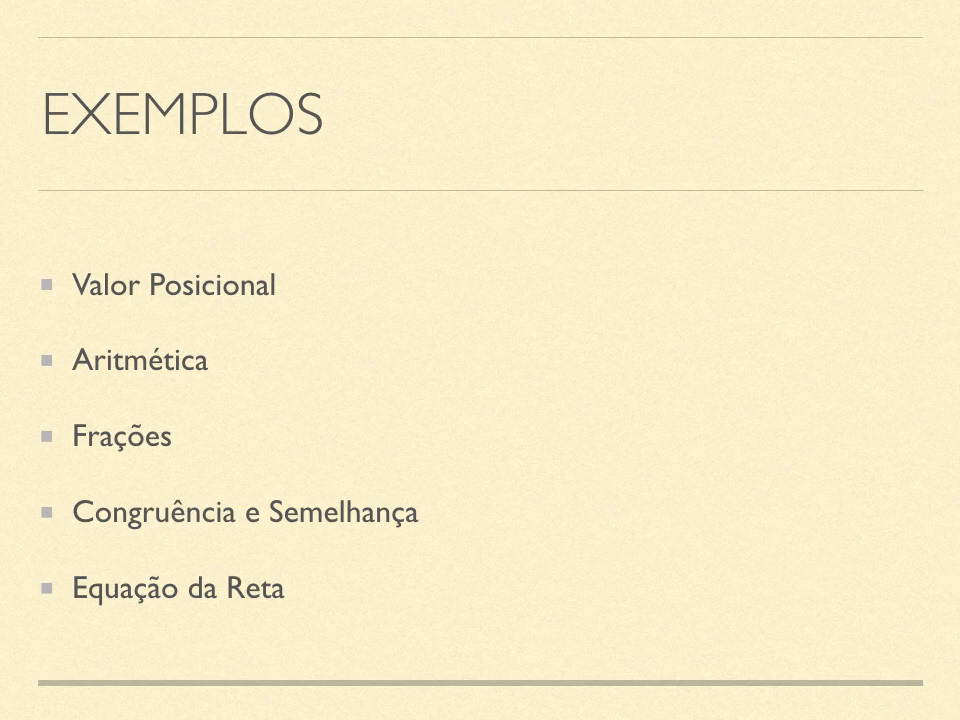 EXEMPLOS
Valor Posicional
Aritmética
Frações
Congruência e Semelhança
Equação da Reta